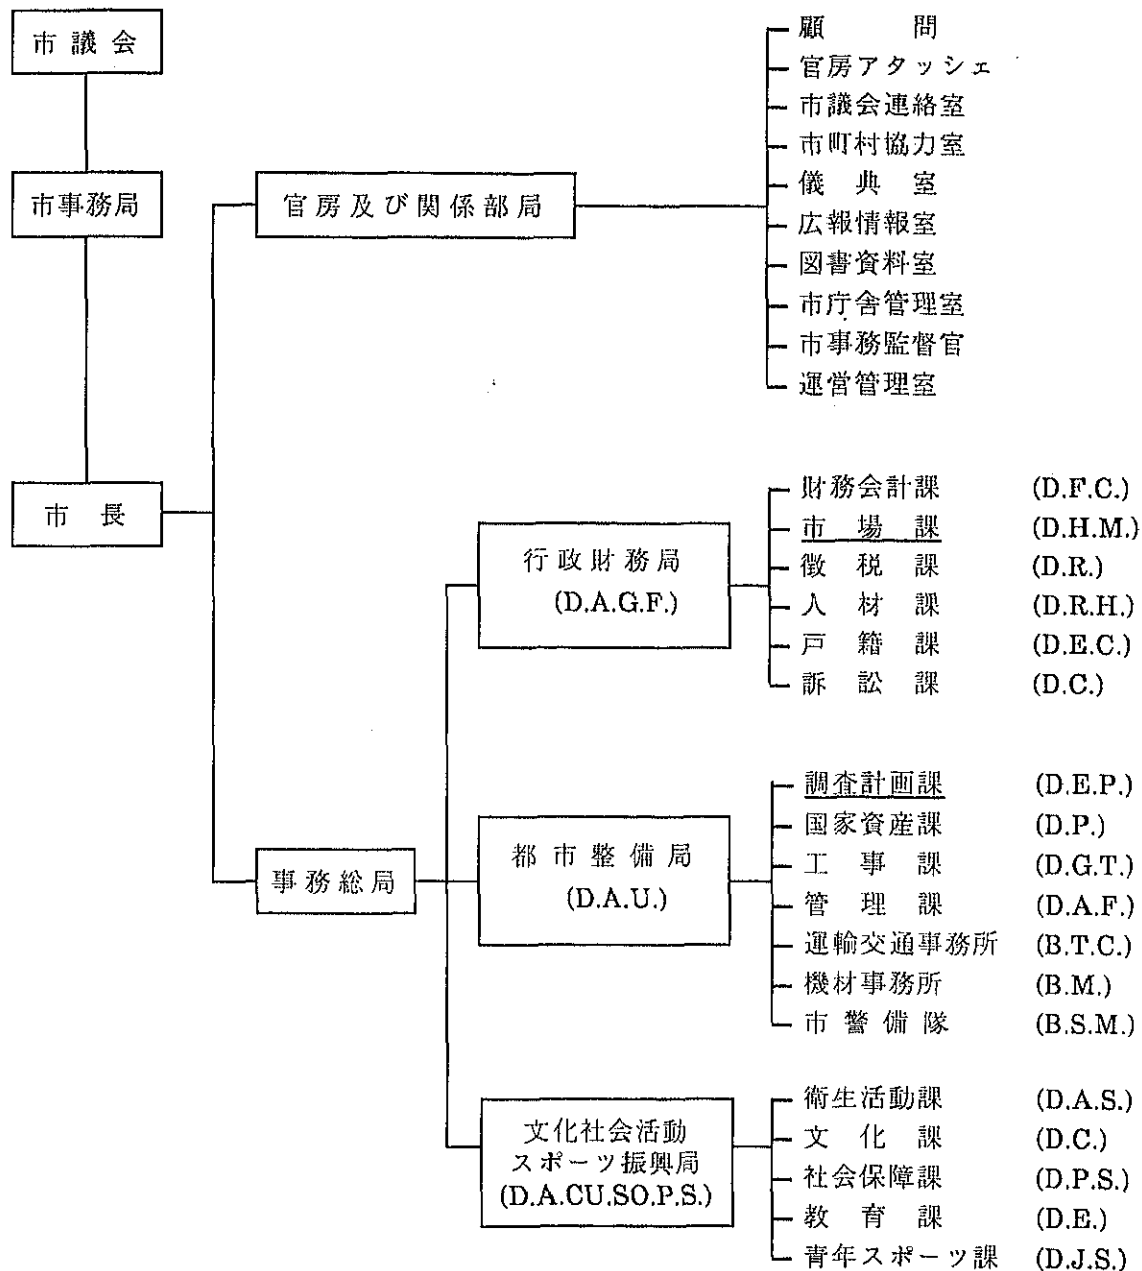 市議会
市事務局
市長
官房及び関係部局
顧問
官房アタッシェ
市議会連絡室
市町村協力室
儀典室
広報情報室
図書資料室
市庁舎管理室
市事務監督官
運営管理室
事務総局
行政財務局
(D.A.G.F.)
財務会計課 (D.F.C.)
市場課 (D.H.M.)
徴税課 (D.R.)
人材課 (D.R.H.)
戸籍課 (D.E.C.)
訴訟課 (D.C.)
都市整備局
(D.A.U.)
調査計画課 (D.E.P.)
国家資産課 (D.P.)
工事課 (D.G.T.)
管理課 (D.A.F.)
運輸交通事務所 (B.T.C.)
機材事務所 (B.M.)
市警備隊 (B.S.M.)
文化社会活動
スポーツ振興局
(D.A.CU.SO.P.S.)
衛生活動課 (D.A.S.)
文化課 (D.C.)
社会保障課 (D.P.S.)
教育課 (D.E.)
青年スポーツ課 (D.J.S.)